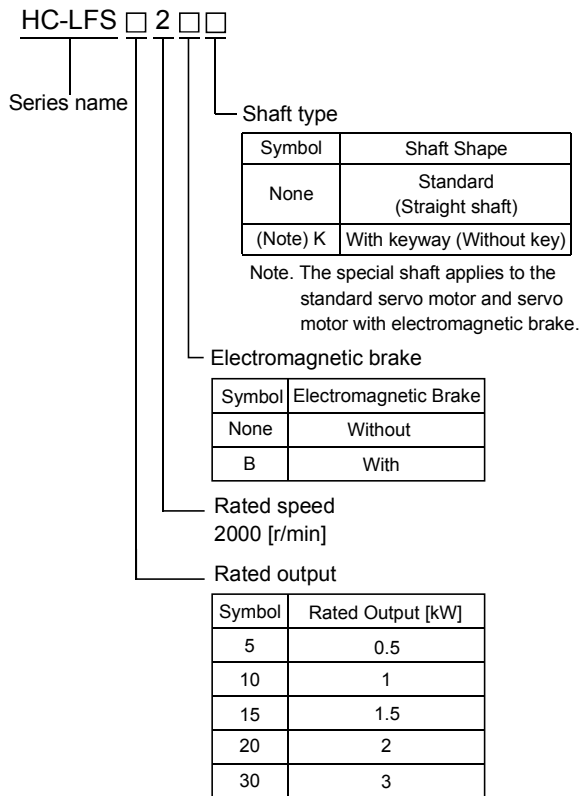 HC-LFS □ 2 □ □
Series name
Shaft type
Symbol Shaft Shape
None Standard
(Straight shaft)
(Note) K With keyway (Without key)
Note. The special shaft applies to the
standard servo motor and servo
motor with electromagnetic brake.
Electromagnetic brake
Symbol Electromagnetic Brake
None Without
B With
Rated speed
2000 [r/min]
Rated output
Symbol Rated Output [kW]
5 0.5
10 1
15 1.5
20 2
30 3